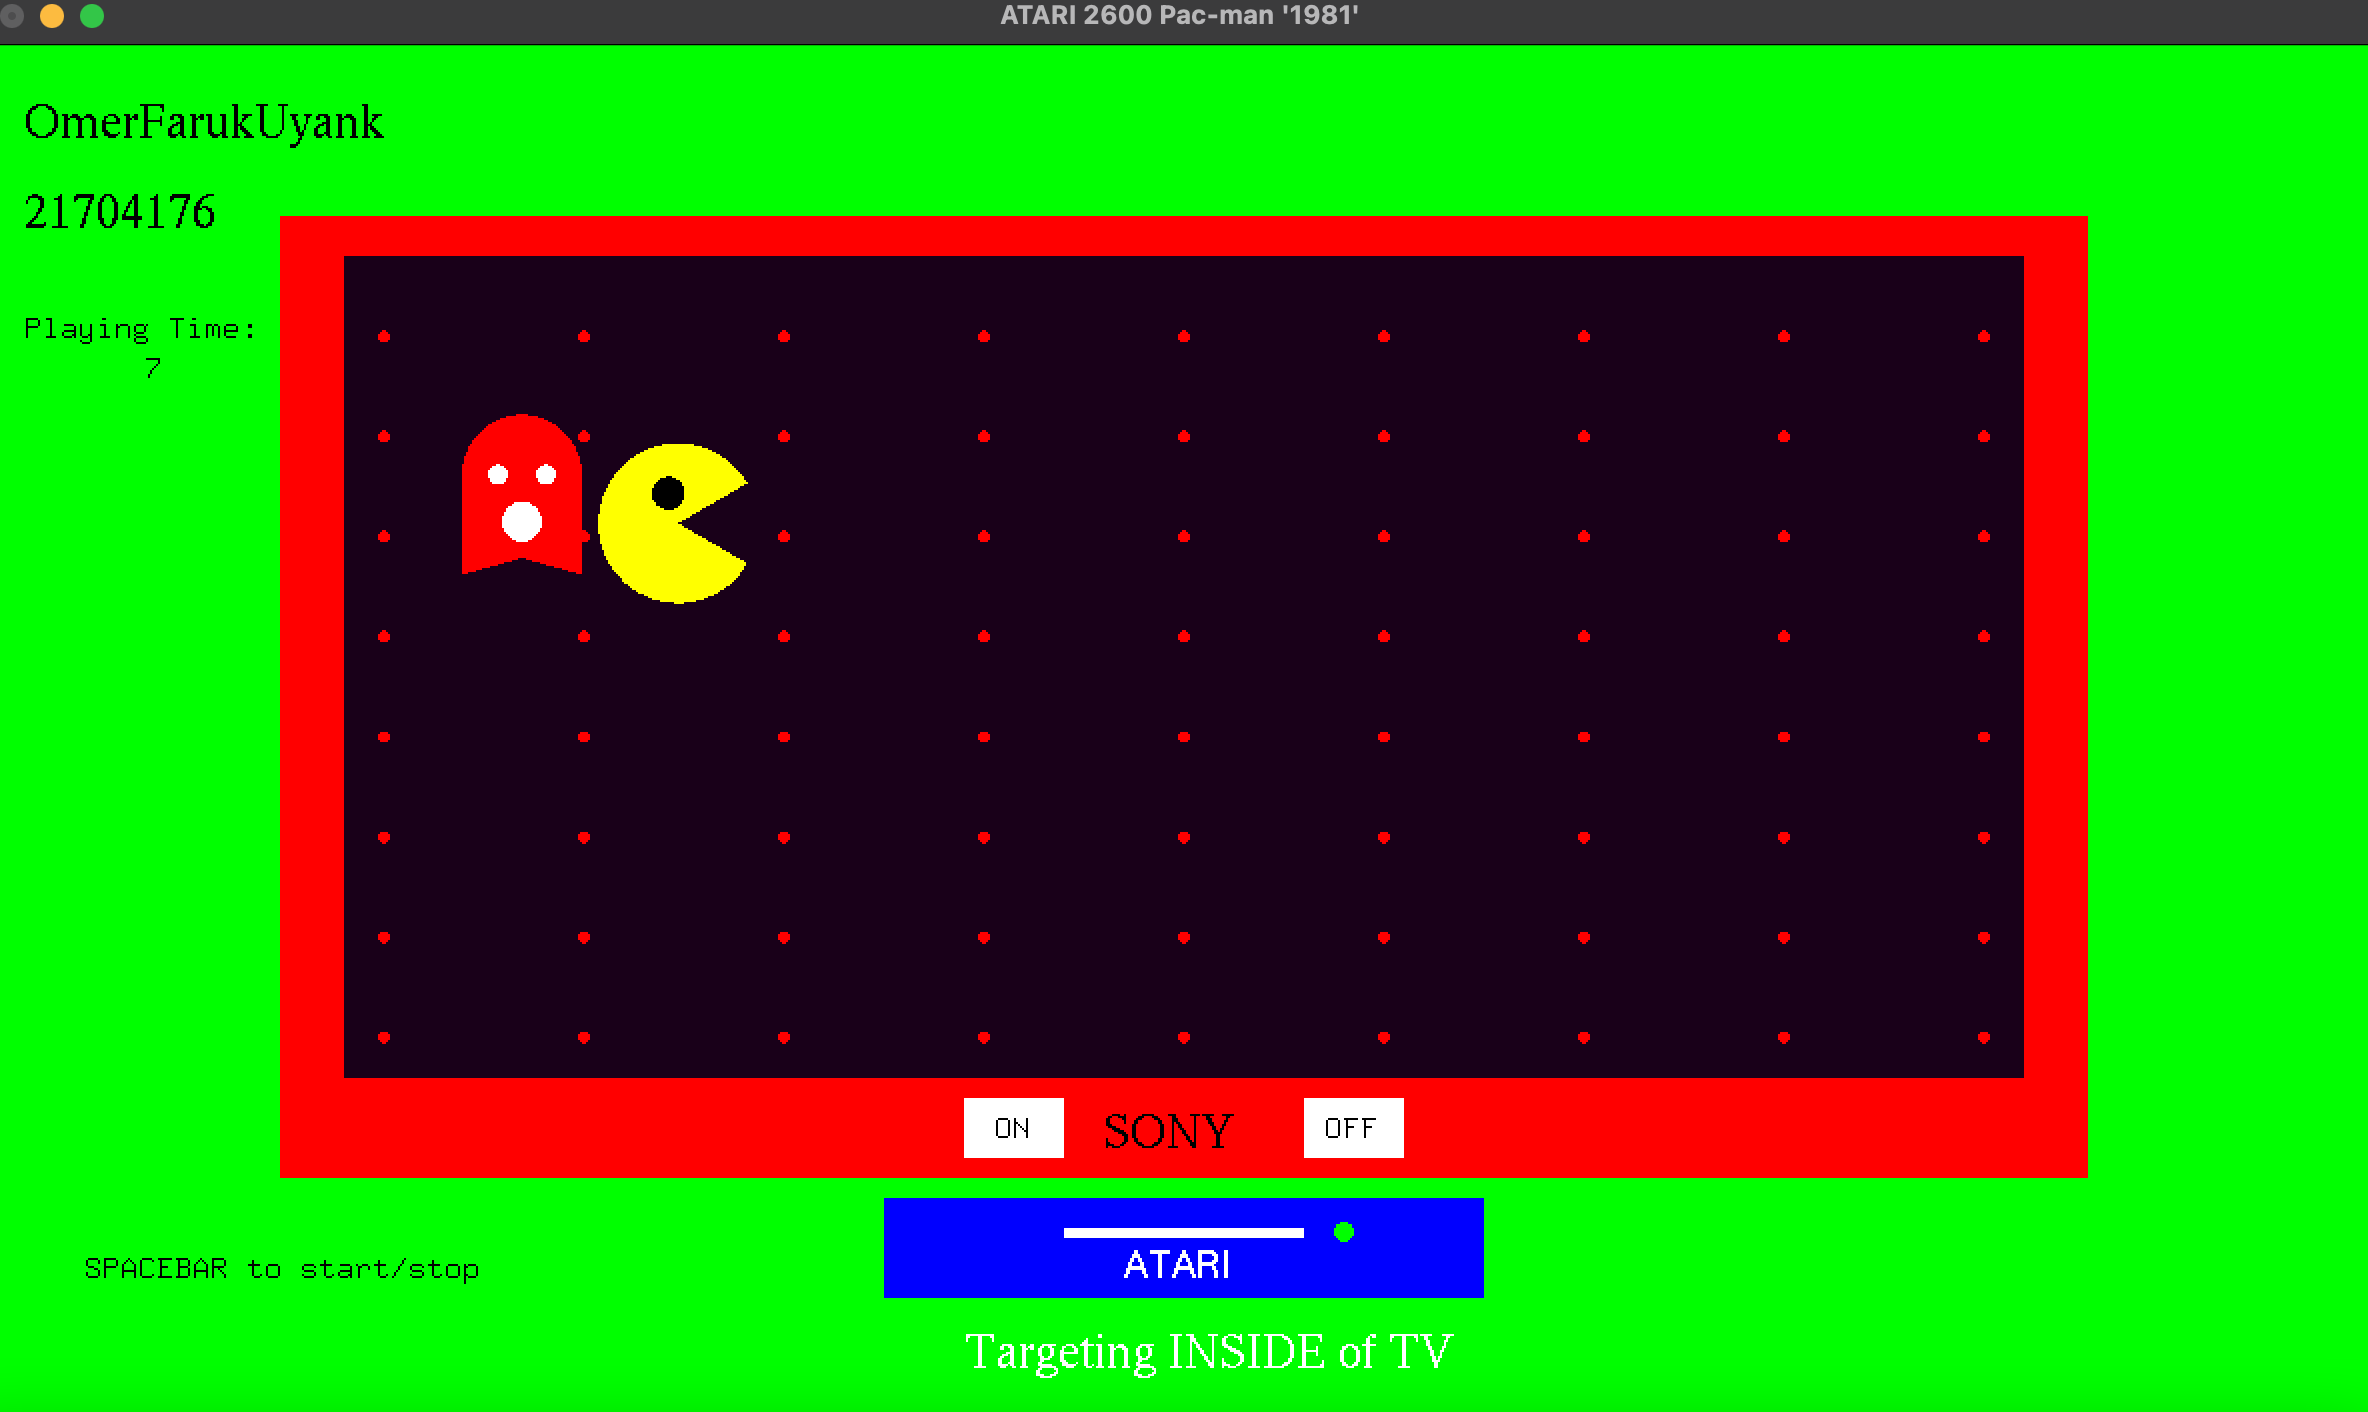 ATARI 2600 Pac-man '1981'
OmerFarukUyank
21704176
Playing Time:
7
ON SONY OFF
ATARI
SPACEBAR to start/stop
Targeting INSIDE of TV